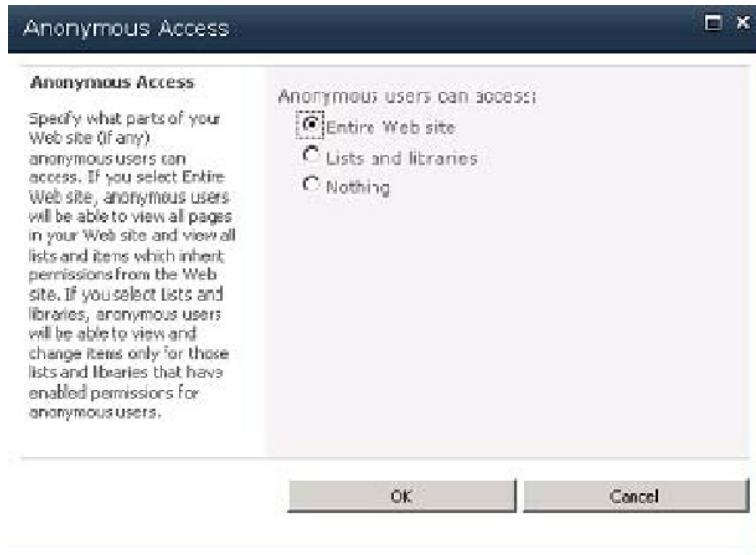 Anonymous Access
Anonymous Access
Specify what parts of your
Web site (if any)
anonymous users can
access. If you select Entire
Web site, anonymous users
will be able to view all pages
in your Web site and view all
lists and items which inherit
permissions from the Web
site. If you select Lists and
libraries, anonymous users
will be able to view and
change items only for those
lists and libraries that have
enabled permissions for
anonymous users.
Anonymous users can access:
Entire Web site
Lists and libraries
Nothing
OK
Cancel